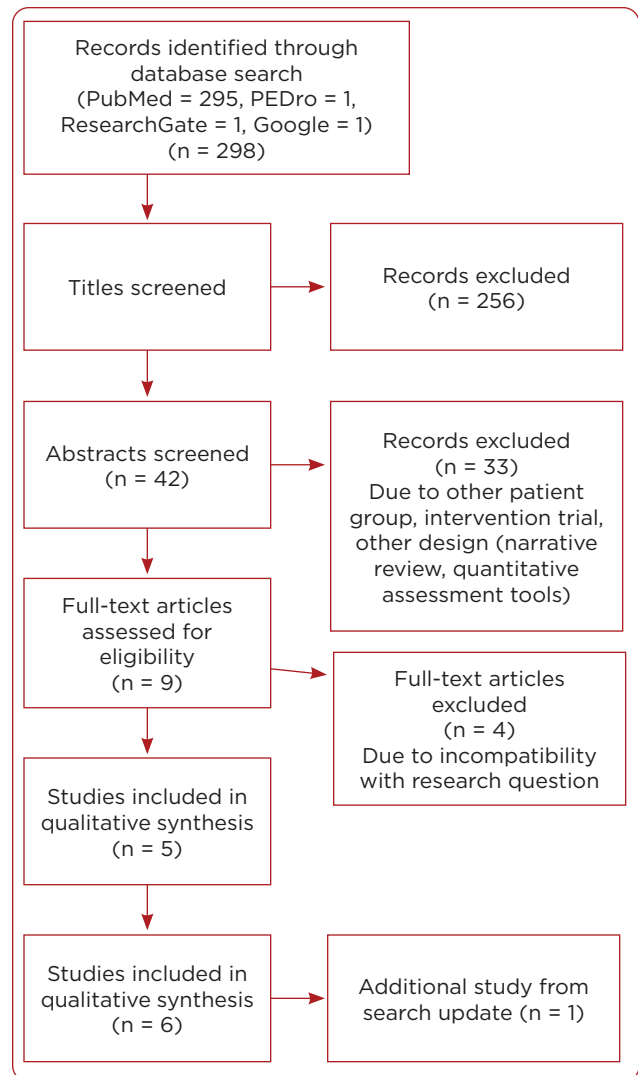 Records identified through
database search
(PubMed = 295, PEDro = 1,
ResearchGate = 1, Google = 1)
(n = 298)
Titles screened
Records excluded
(n = 256)
Abstracts screened
(n = 42)
Records excluded
(n = 33)
Due to other patient
group, intervention trial,
other design (narrative
review, quantitative
assessment tools)
Full-text articles
assessed for
eligibility
(n = 9)
Full-text articles
excluded
(n = 4)
Due to incompatibility
with research question
Studies included in
qualitative synthesis
(n = 5)
Studies included in
qualitative synthesis
(n = 6)
Additional study from
search update (n = 1)